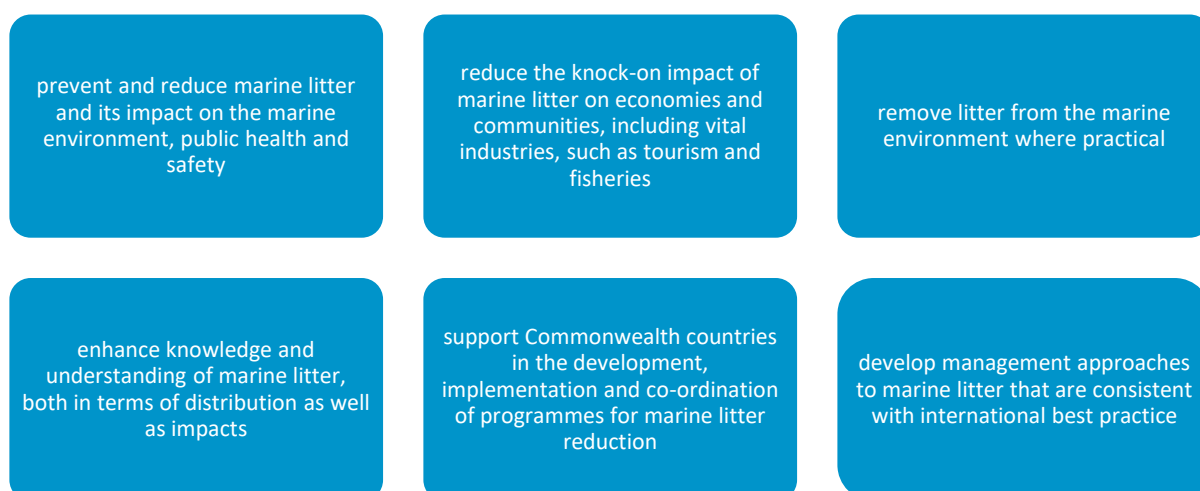 prevent and reduce marine litter
and its impact on the marine
environment, public health and
safety
reduce the knock-on impact of
marine litter on economies and
communities, including vital
industries, such as tourism and
fisheries
remove litter from the marine
environment where practical
enhance knowledge and
understanding of marine litter,
both in terms of distribution as well
as impacts
support Commonwealth countries
in the development,
implementation and co-ordination
of programmes for marine litter
reduction
develop management approaches
to marine litter that are consistent
with international best practice